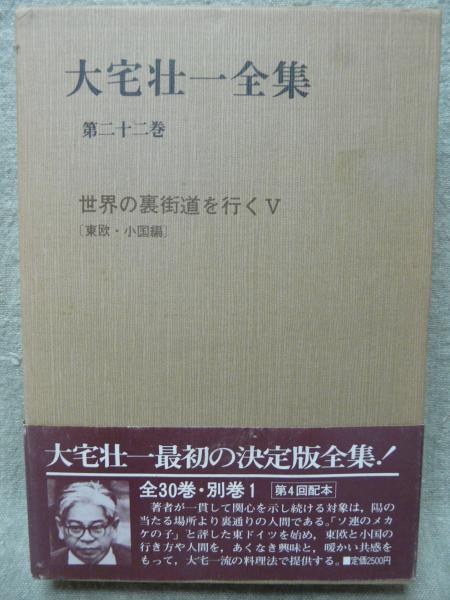 大宅壮一全集
第二十二巻
世界の裏街道を行くⅤ
〔東欧・小国編〕
大宅壮一最初の決定版全集!
全30巻・別巻1 第4回配本
著者が一貫して関心を示し続ける対象は，陽の
当たる場所より裏通りの人間である。「ソ連のメカ
ケの子」と評した東ドイツを始め，東欧と小国の
行き方や人間を，あくなき興味と，暖かい共感を
もって，大宅一流の料理法で提供する。■定価2500円